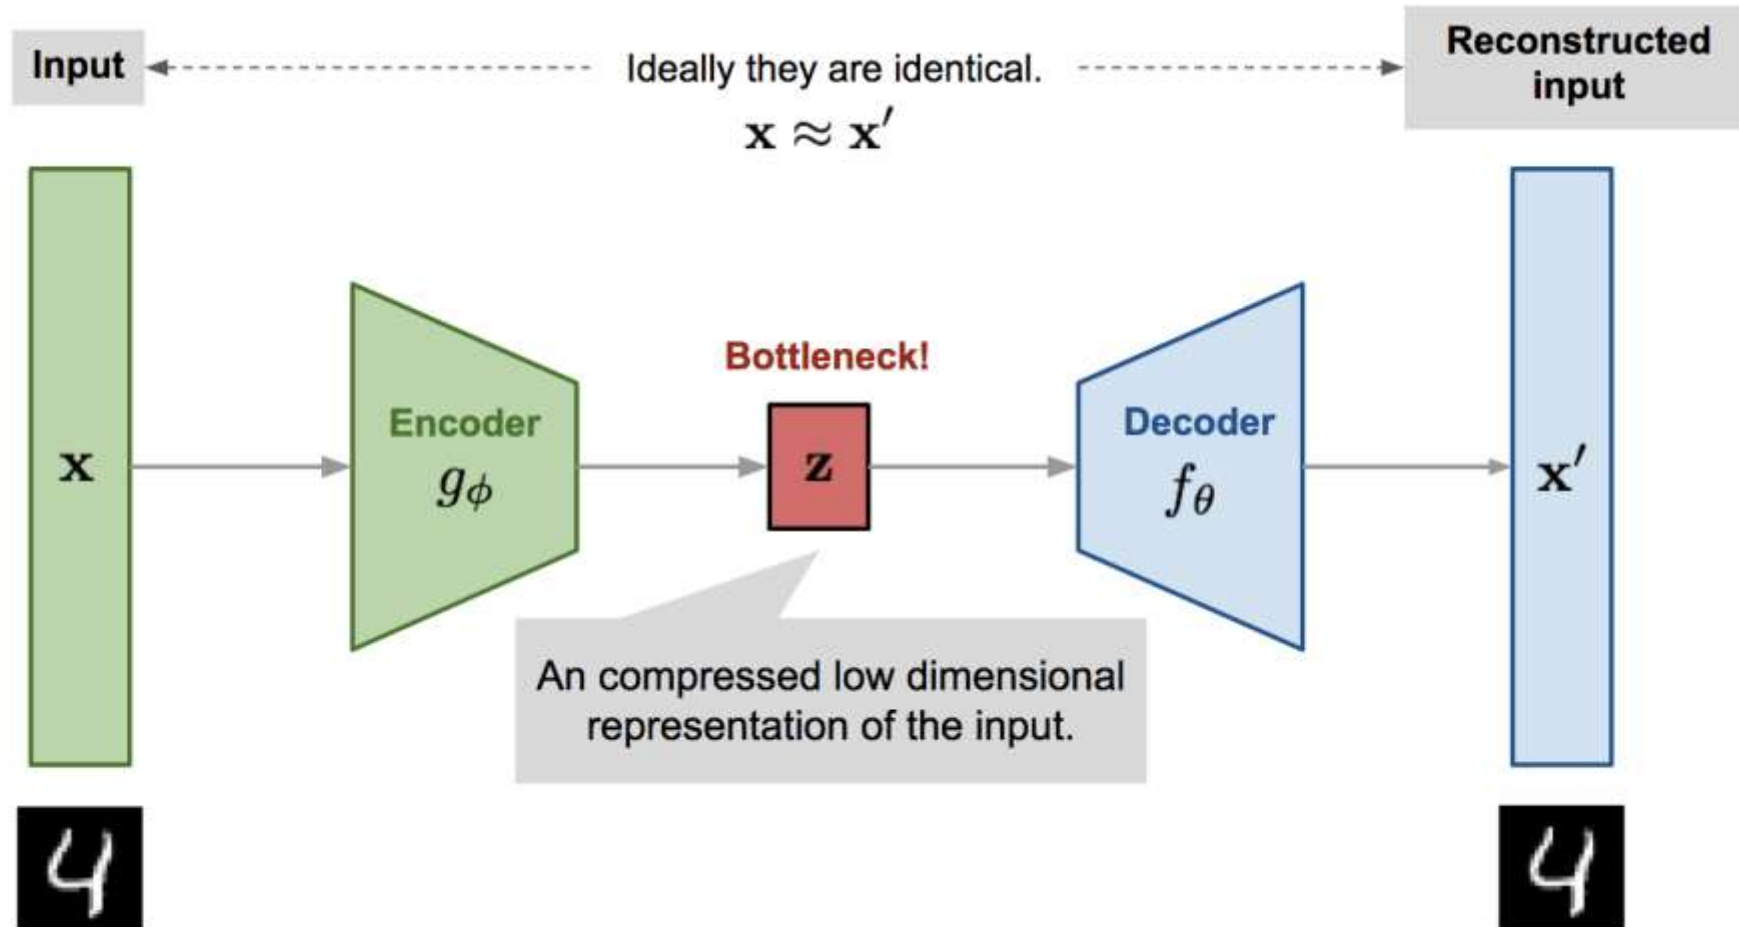 Input
Ideally they are identical.
x ≈ x′
Reconstructed
input
Bottleneck!
x
Encoder
gϕ
z
Decoder
fθ
x′
An compressed low dimensional
representation of the input.
4
4